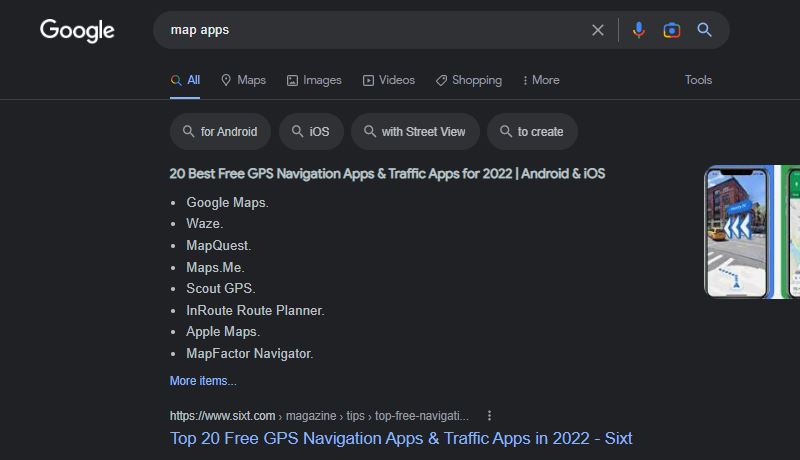 Google
map apps
All Maps Images Videos Shopping More Tools
for Android iOS with Street View to create
20 Best Free GPS Navigation Apps & Traffic Apps for 2022 | Android & iOS
Google Maps.
Waze.
MapQuest.
Maps.Me.
Scout GPS.
InRoute Route Planner.
Apple Maps.
MapFactor Navigator.
More items...
https://www.sixt.com › magazine › tips › top-free-navigati...
Top 20 Free GPS Navigation Apps & Traffic Apps in 2022 - Sixt